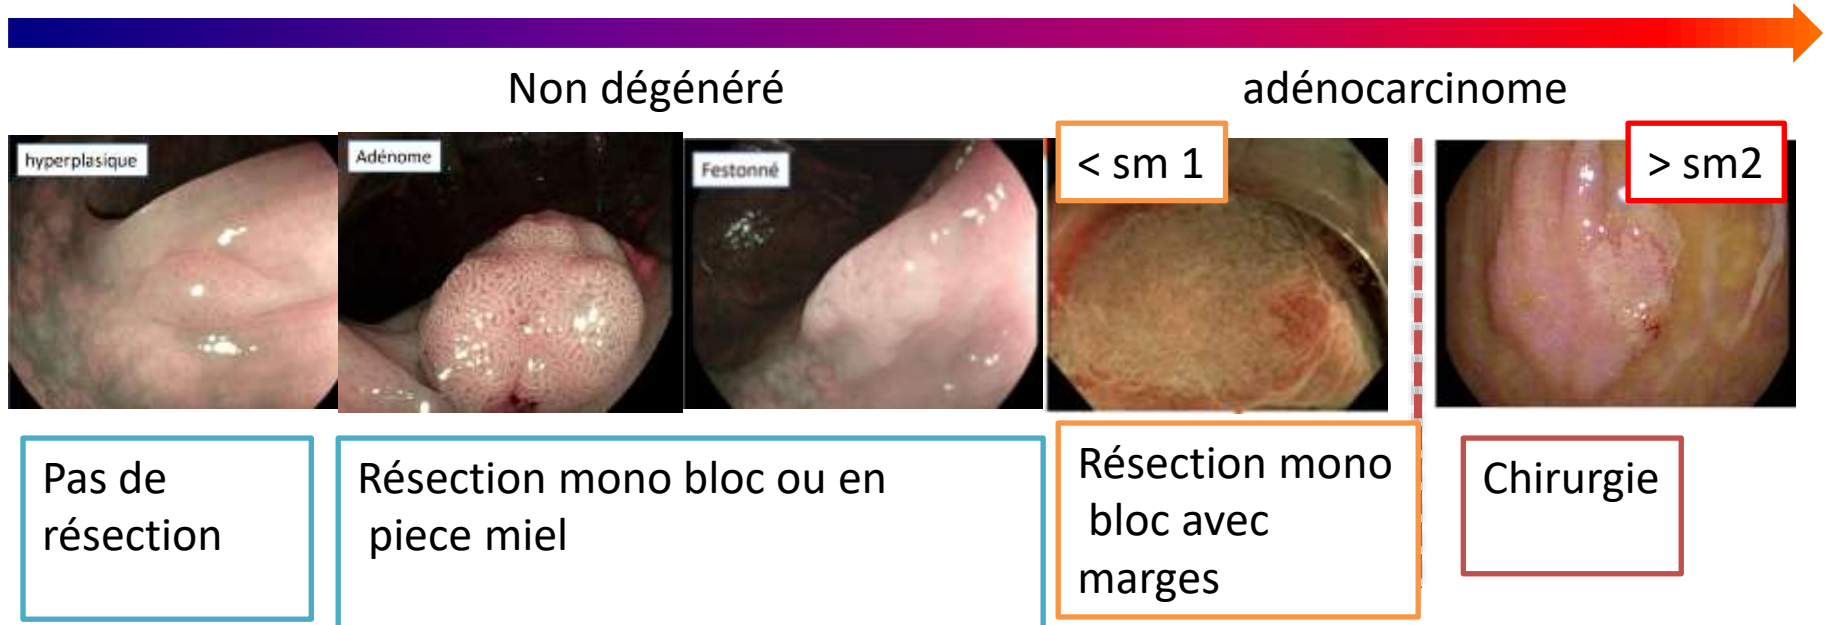 Non dégénéré
adénocarcinome
hyperplasique
Adénome
Festonné
< sm 1
> sm2
Pas de
résection
Résection mono bloc ou en
piece miel
Résection mono
bloc avec
marges
Chirurgie